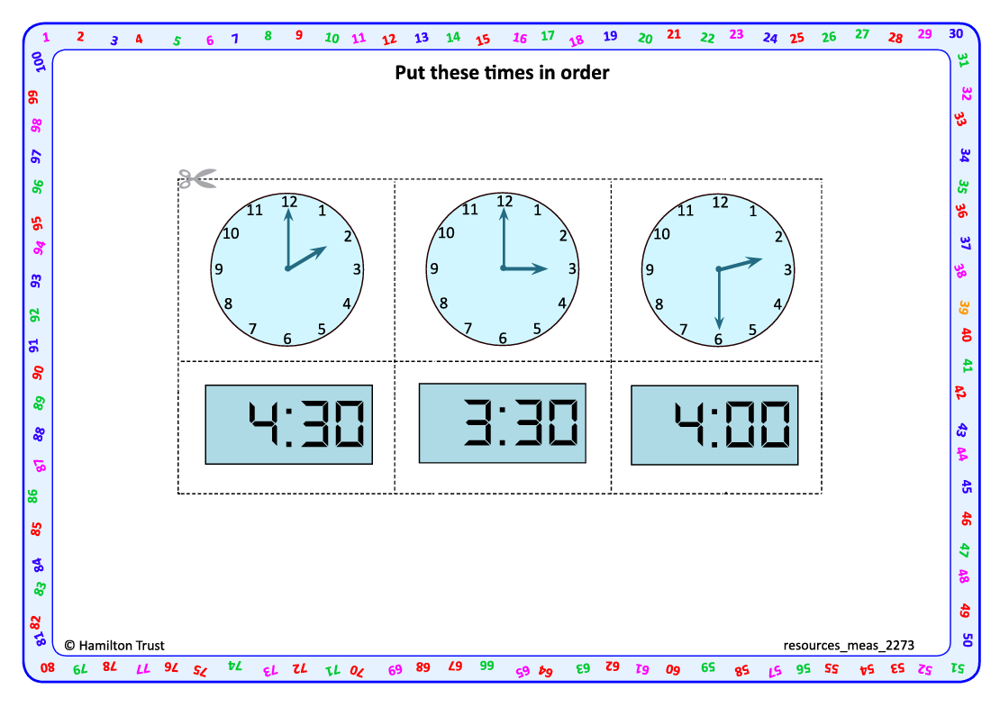 1 2 3 4 5 6 7 8 9 10 11 12 13 14 15 16 17 18 19 20 21 22 23 24 25 26 27 28 29 30
31 32 33 34 35 36 37 38 39 40 41 42 43 44 45 46 47 48 49 50
51 52 53 54 55 56 57 58 59 60 61 62 63 64 65 66 67 68 69 70 71 72 73 74 75 76 77 78 79 80
81 82 83 84 85 86 87 88 89 90 91 92 93 94 95 96 97 98 99 100
Put these times in order
12 1 2 3 4 5 6 7 8 9 10 11
12 1 2 3 4 5 6 7 8 9 10 11
12 1 2 3 4 5 6 7 8 9 10 11
4:30
3:30
4:00
© Hamilton Trust
resources_meas_2273